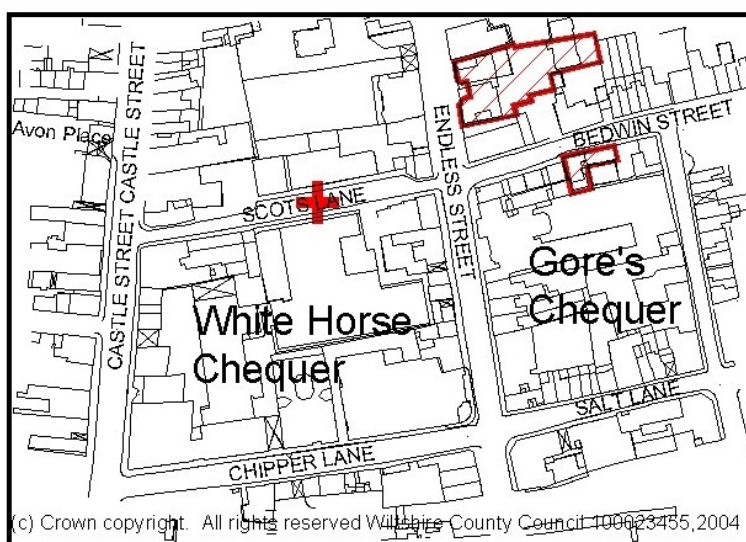 CASTLE STREET
CASTLE STREET
Avon Place
ENDLESS STREET
BEDWIN STREET
SCOTS LANE
White Horse
Chequer
Gore's
Chequer
SALT LANE
CHIPPER LANE
(c) Crown copyright. All rights reserved Wiltshire County Council 100023455,2004